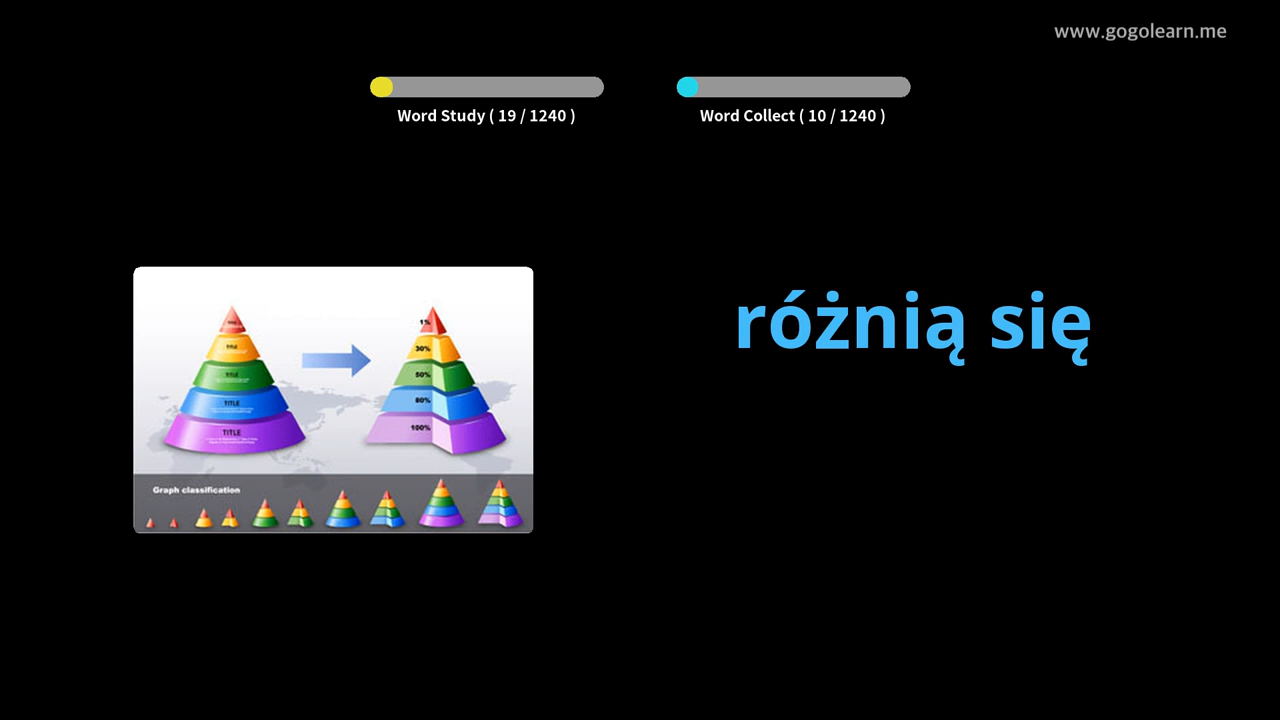 www.gogolearn.me
Word Study ( 19 / 1240 )
Word Collect ( 10 / 1240 )
różnią się
TITLE
TITLE
TITLE
TITLE
1%
30%
50%
80%
100%
Graph classification